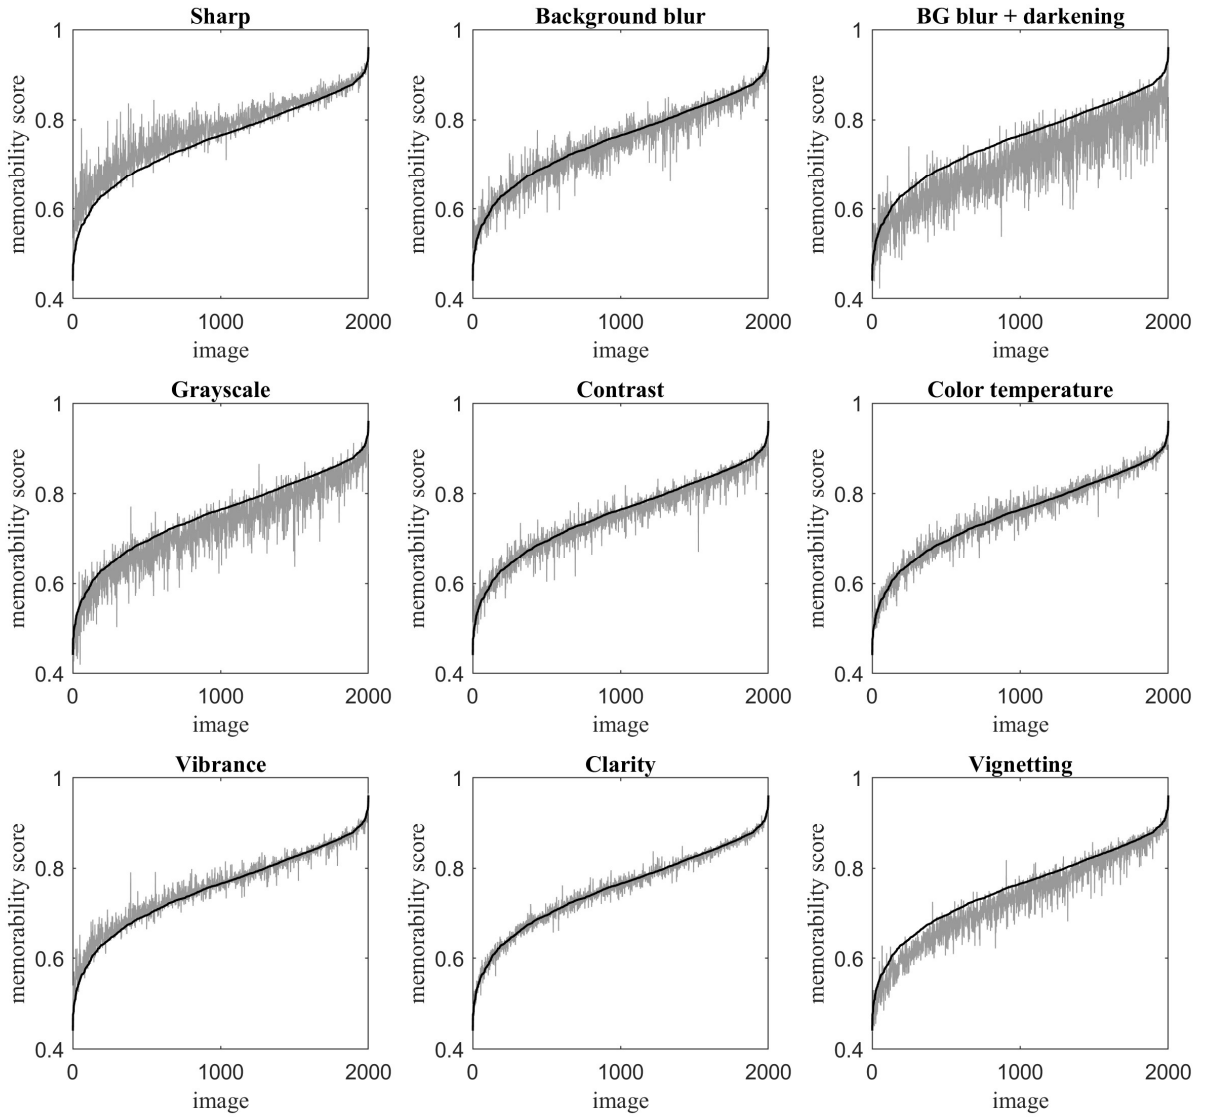 Sharp
1
0.8
0.6
0.4
memorability score
0
1000
2000
image
Background blur
1
0.8
0.6
0.4
memorability score
0
1000
2000
image
BG blur + darkening
1
0.8
0.6
0.4
memorability score
0
1000
2000
image
Grayscale
1
0.8
0.6
0.4
memorability score
0
1000
2000
image
Contrast
1
0.8
0.6
0.4
memorability score
0
1000
2000
image
Color temperature
1
0.8
0.6
0.4
memorability score
0
1000
2000
image
Vibrance
1
0.8
0.6
0.4
memorability score
0
1000
2000
image
Clarity
1
0.8
0.6
0.4
memorability score
0
1000
2000
image
Vignetting
1
0.8
0.6
0.4
memorability score
0
1000
2000
image